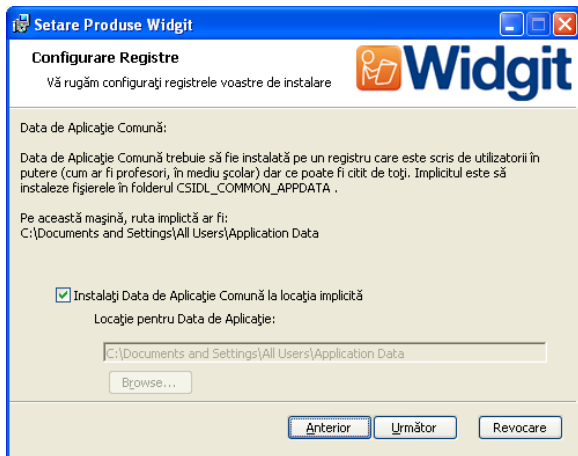 Setare Produse Widgit
Configurare Registre
Vă rugăm configuraţi registrele voastre de instalare
Widgit
Data de Aplicaţie Comună:
Data de Aplicaţie Comună trebuie să fie instalată pe un registru care este scris de utilizatorii în
putere (cum ar fi profesori, în mediu şcolar) dar ce poate fi citit de toţi. Implicitul este să
instaleze fişierele în folderul CSIDL_COMMON_APPDATA .
Pe această maşină, ruta implictă ar fi:
C:\Documents and Settings\All Users\Application Data
Instalaţi Data de Aplicaţie Comună la locaţia implicită
Locaţie pentru Data de Aplicaţie:
C:\Documents and Settings\All Users\Application Data
Browse...
Anterior Următor Revocare